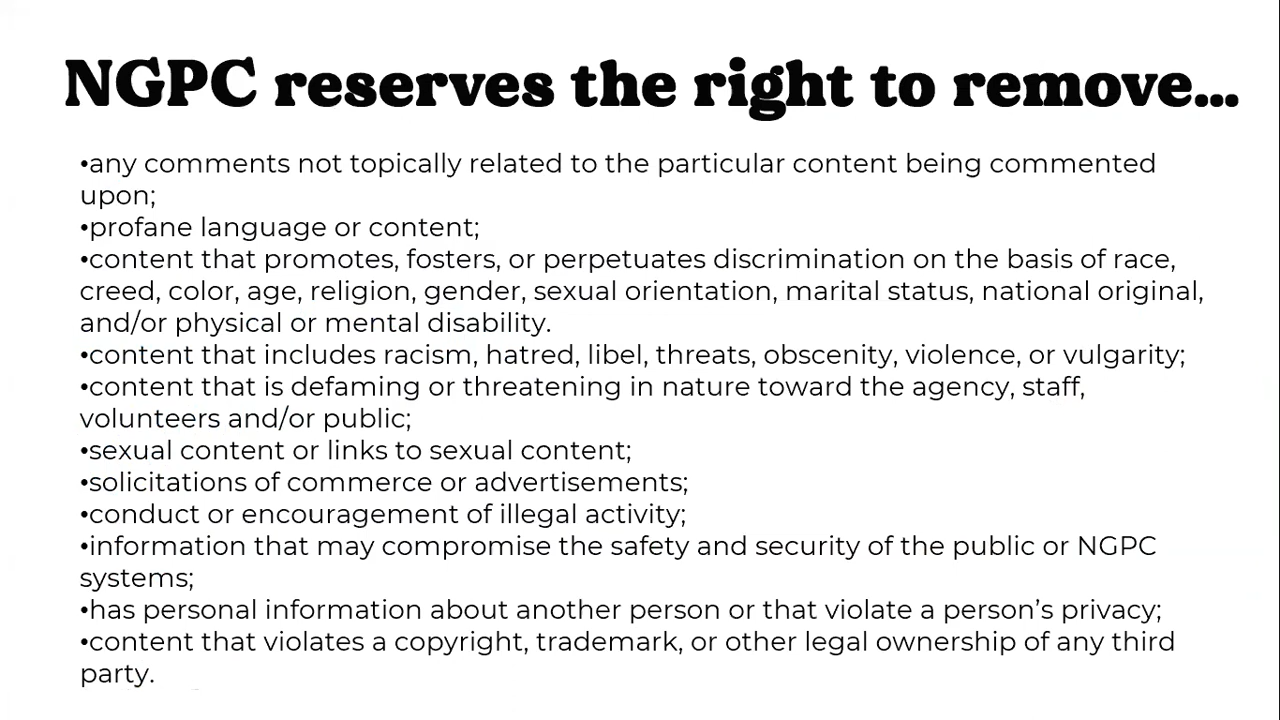 NGPC reserves the right to remove...
•any comments not topically related to the particular content being commented
upon;
•profane language or content;
•content that promotes, fosters, or perpetuates discrimination on the basis of race,
creed, color, age, religion, gender, sexual orientation, marital status, national original,
and/or physical or mental disability.
•content that includes racism, hatred, libel, threats, obscenity, violence, or vulgarity;
•content that is defaming or threatening in nature toward the agency, staff,
volunteers and/or public;
•sexual content or links to sexual content;
•solicitations of commerce or advertisements;
•conduct or encouragement of illegal activity;
•information that may compromise the safety and security of the public or NGPC
systems;
•has personal information about another person or that violate a person’s privacy;
•content that violates a copyright, trademark, or other legal ownership of any third
party.